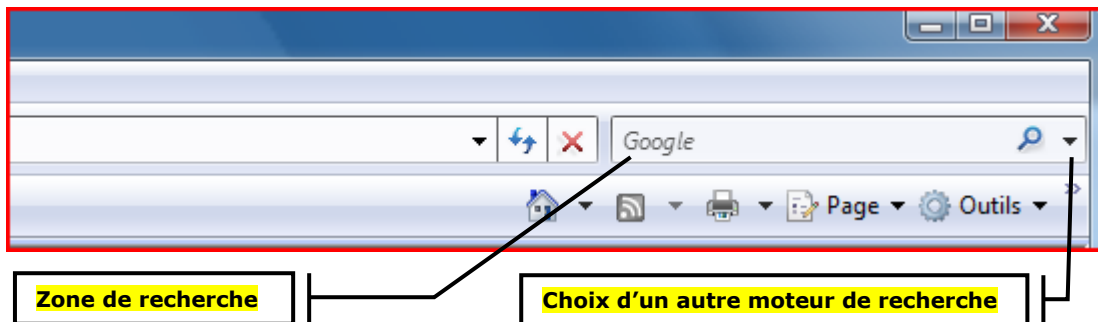 Google
Page
Outils
Zone de recherche
Choix d'un autre moteur de recherche